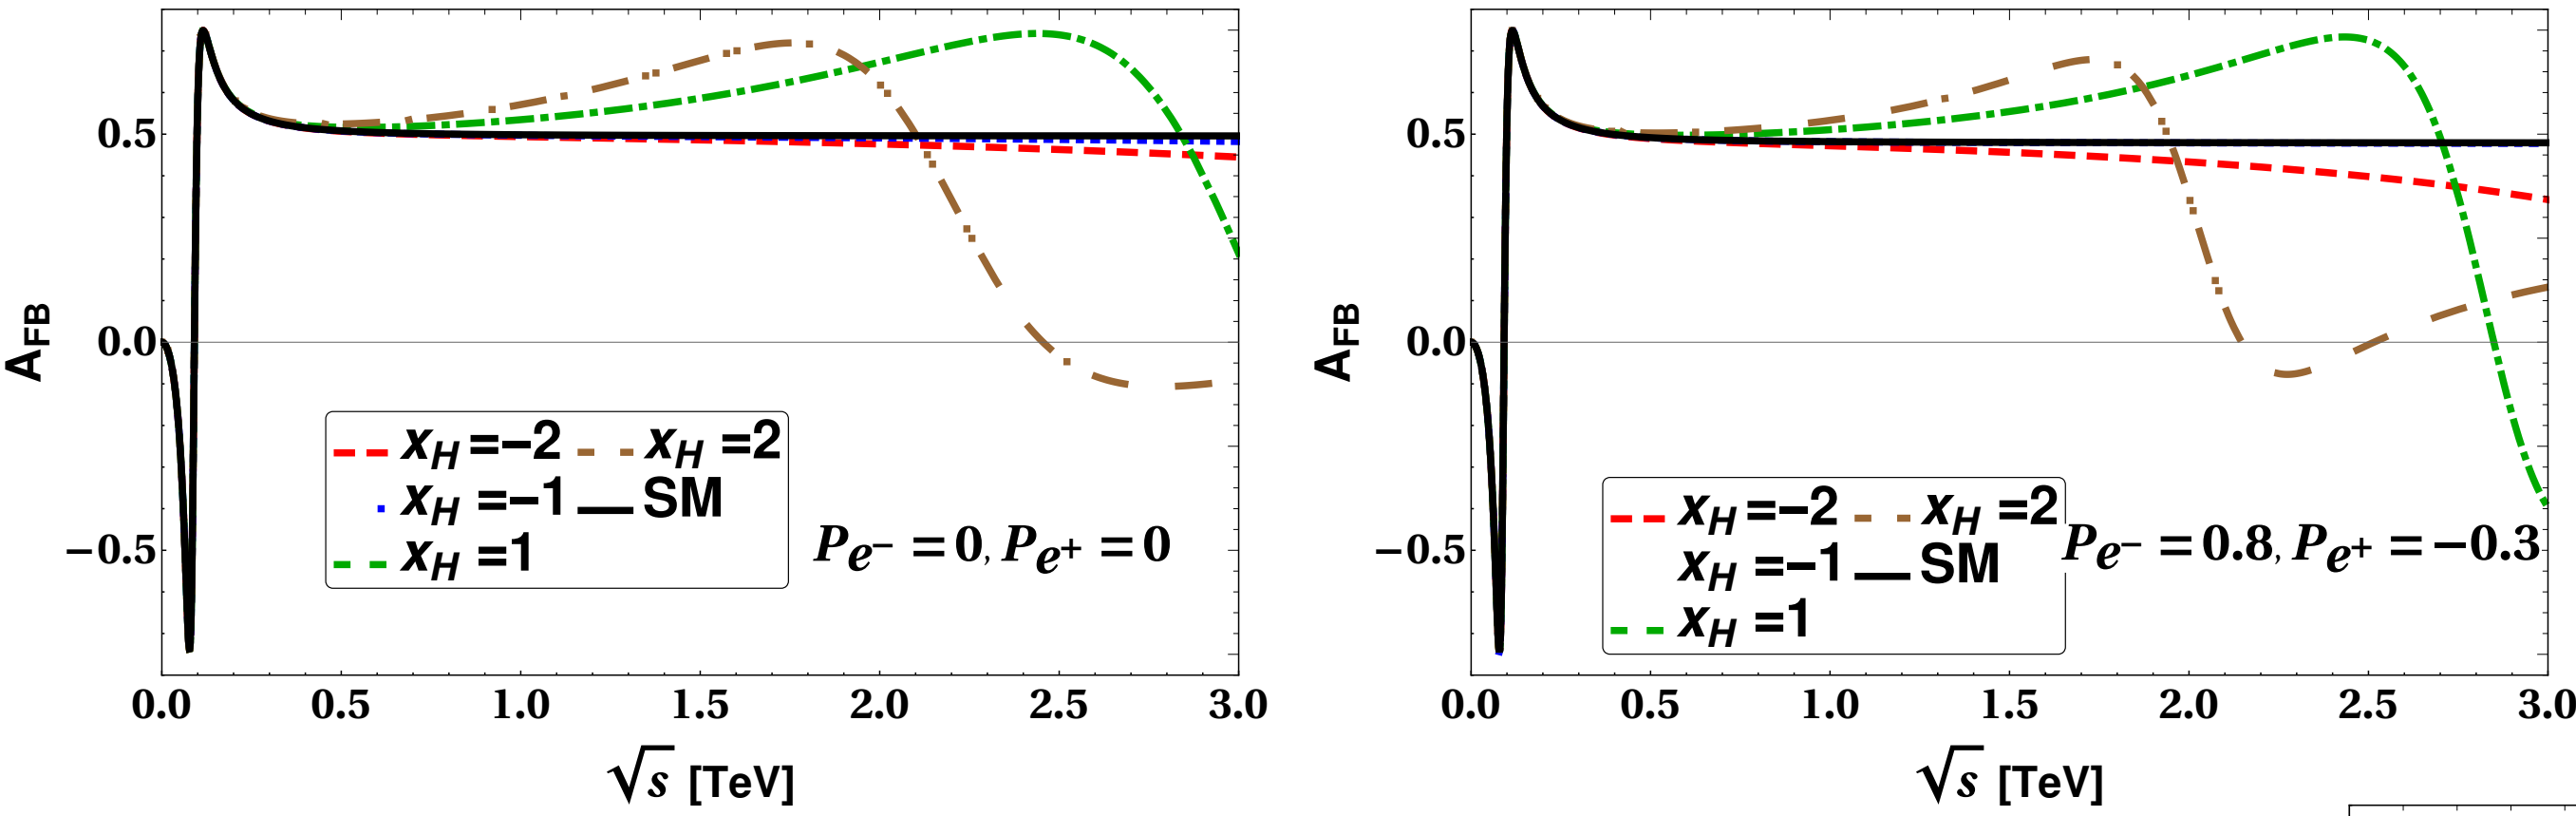 A_FB
0.5
0.0
−0.5
x_H =−2
x_H =2
x_H =−1
SM
x_H =1
P_e− = 0, P_e+ = 0
0.0 0.5 1.0 1.5 2.0 2.5 3.0
√s [TeV]
A_FB
0.5
0.0
−0.5
x_H =−2
x_H =2
x_H =−1
SM
x_H =1
P_e− = 0.8, P_e+ = −0.3
0.0 0.5 1.0 1.5 2.0 2.5 3.0
√s [TeV]